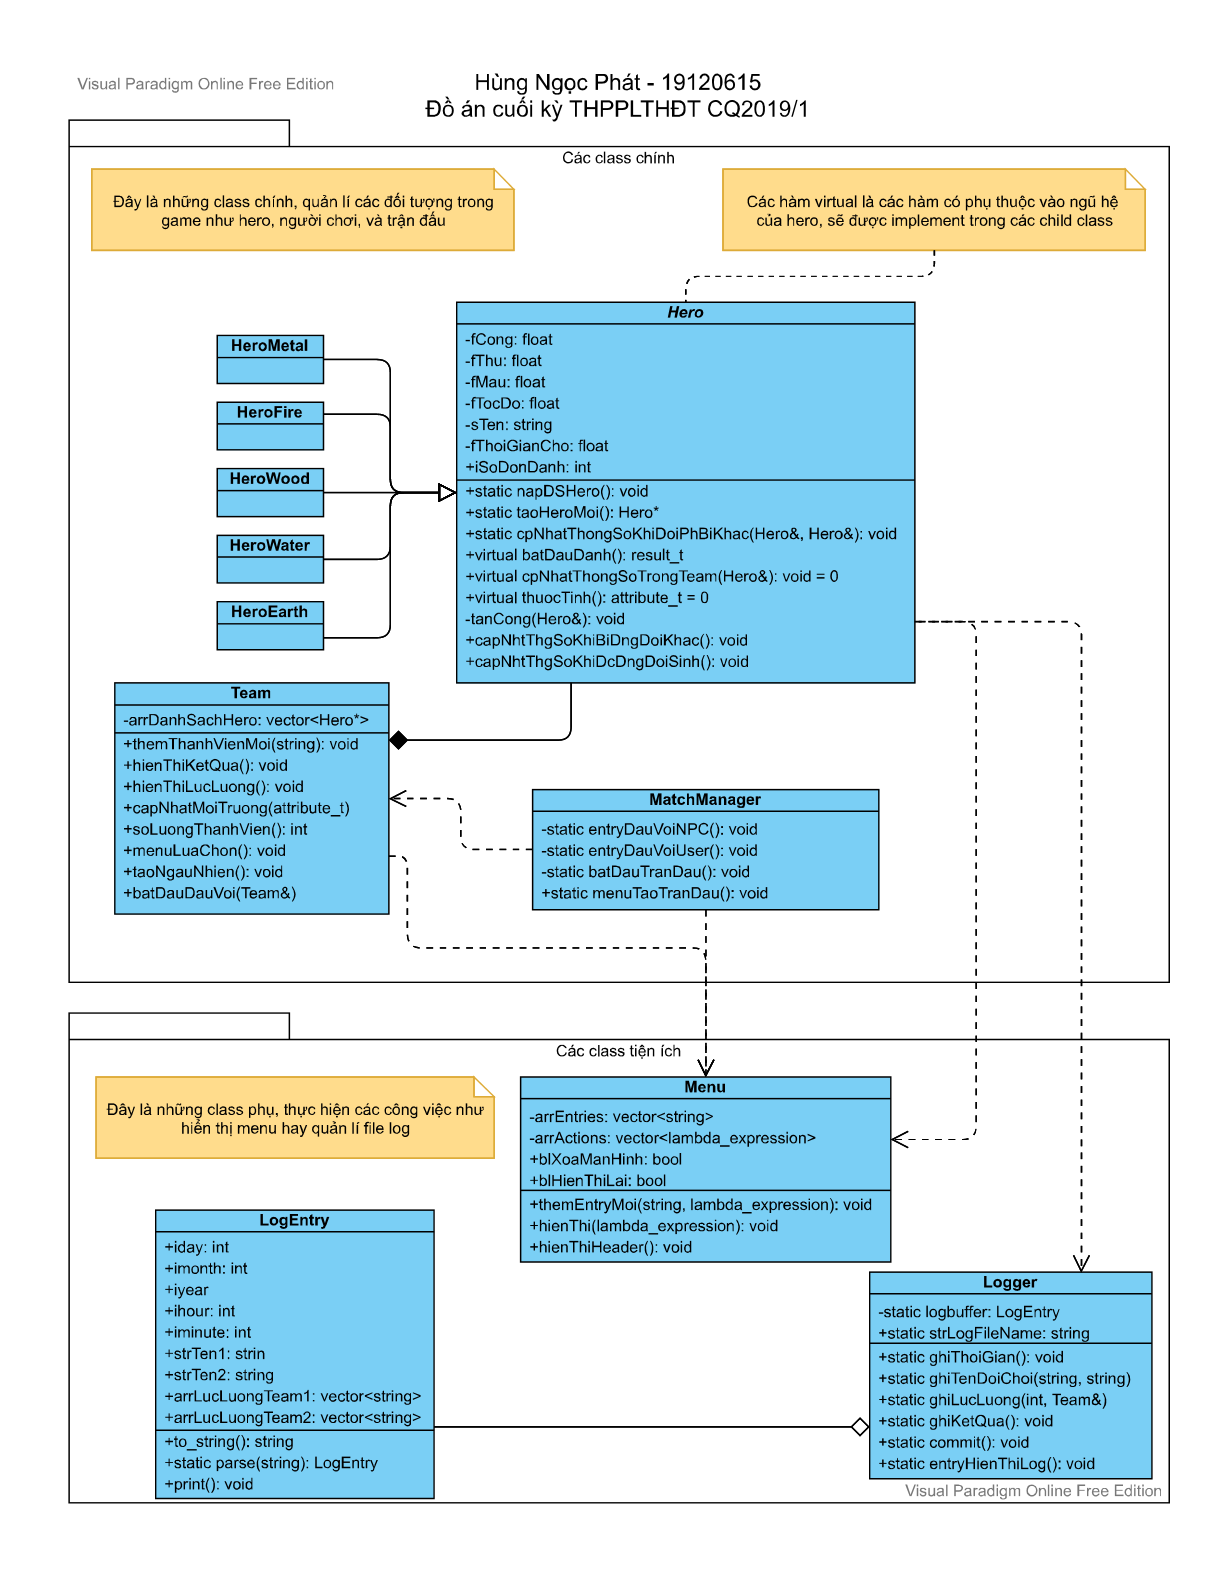 Visual Paradigm Online Free Edition
Hùng Ngọc Phát - 19120615
Đồ án cuối kỳ THPPLTHĐT CQ2019/1
Các class chính
Đây là những class chính, quản lí các đối tượng trong
game như hero, người chơi, và trận đấu
Các hàm virtual là các hàm có phụ thuộc vào ngũ hệ
của hero, sẽ được implement trong các child class
Hero
-fCong: float
-fThu: float
-fMau: float
-fTocDo: float
-sTen: string
-fThoiGianCho: float
+iSoDonDanh: int
+static napDSHero(): void
+static taoHeroMoi(): Hero*
+static cpNhatThongSoKhiDoiPhBiKhac(Hero&, Hero&): void
+virtual batDauDanh(): result_t
+virtual cpNhatThongSoTrongTeam(Hero&): void = 0
+virtual thuocTinh(): attribute_t = 0
-tanCong(Hero&): void
+capNhtThgSoKhiBiDngDoiKhac(): void
+capNhtThgSoKhiDcDngDoiSinh(): void
HeroMetal
HeroFire
HeroWood
HeroWater
HeroEarth
Team
-arrDanhSachHero: vector<Hero*>
+themThanhVienMoi(string): void
+hienThiKetQua(): void
+hienThiLucLuong(): void
+capNhatMoiTruong(attribute_t)
+soLuongThanhVien(): int
+menuLuaChon(): void
+taoNgauNhien(): void
+batDauDauVoi(Team&)
MatchManager
-static entryDauVoiNPC(): void
-static entryDauVoiUser(): void
-static batDauTranDau(): void
+static menuTaoTranDau(): void
Các class tiện ích
Đây là những class phụ, thực hiện các công việc như
hiển thị menu hay quản lí file log
Menu
-arrEntries: vector<string>
-arrActions: vector<lambda_expression>
+blXoaManHinh: bool
+blHienThiLai: bool
+themEntryMoi(string, lambda_expression): void
+hienThi(lambda_expression): void
+hienThiHeader(): void
LogEntry
+iday: int
+imonth: int
+iyear
+ihour: int
+iminute: int
+strTen1: strin
+strTen2: string
+arrLucLuongTeam1: vector<string>
+arrLucLuongTeam2: vector<string>
+to_string(): string
+static parse(string): LogEntry
+print(): void
Logger
-static logbuffer: LogEntry
+static strLogFileName: string
+static ghiThoiGian(): void
+static ghiTenDoiChoi(string, string)
+static ghiLucLuong(int, Team&)
+static ghiKetQua(): void
+static commit(): void
+static entryHienThiLog(): void
Visual Paradigm Online Free Edition